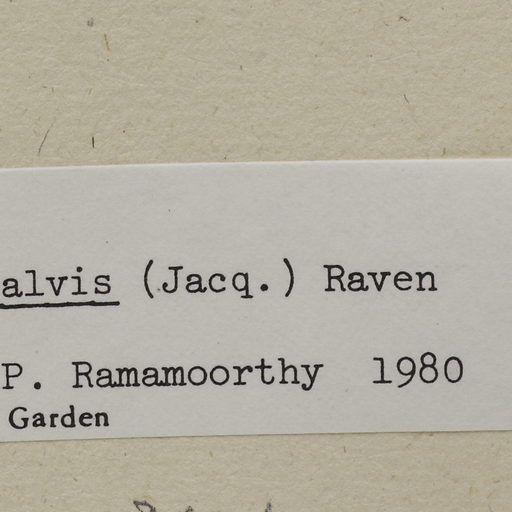 alvis (Jacq.) Raven
P. Ramamoorthy 1980
Garden